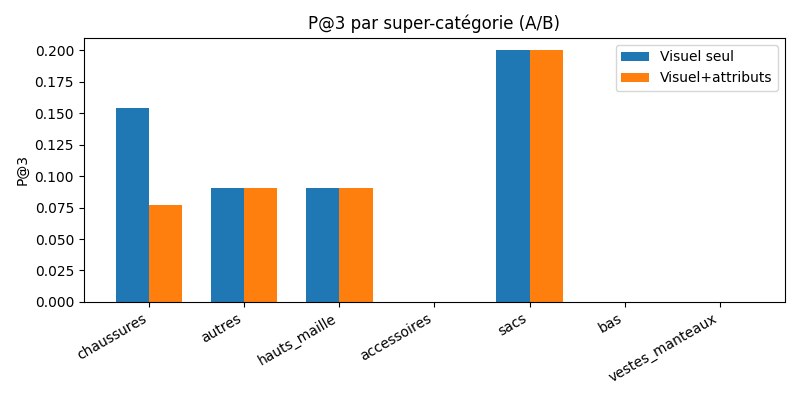 P@3 par super-catégorie (A/B)
Visuel seul
Visuel+attributs
P@3
0.200
0.175
0.150
0.125
0.100
0.075
0.050
0.025
0.000
chaussures
autres
hauts_maille
accessoires
sacs
bas
vestes_manteaux